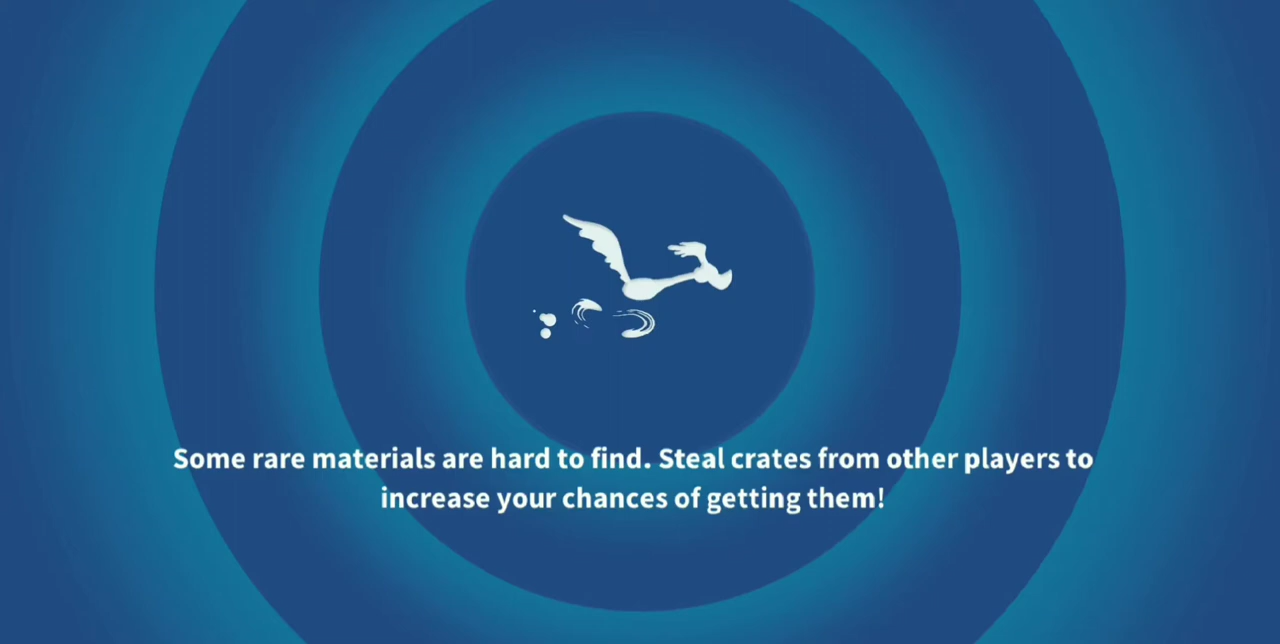 Some rare materials are hard to find. Steal crates from other players to
increase your chances of getting them!